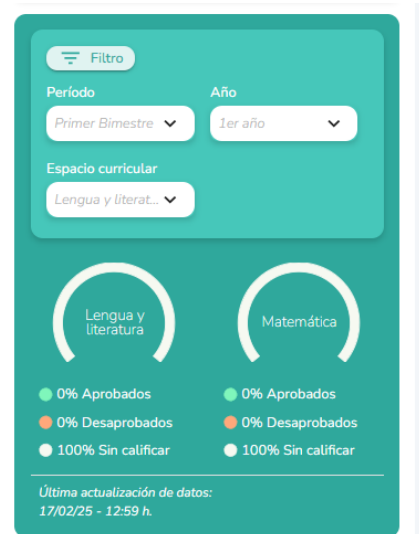 Filtro
Período
Año
Primer Bimestre
1er año
Espacio curricular
Lengua y literat...
Lengua y
literatura
Matemática
0% Aprobados
0% Aprobados
0% Desaprobados
0% Desaprobados
100% Sin calificar
100% Sin calificar
Última actualización de datos:
17/02/25 - 12:59 h.